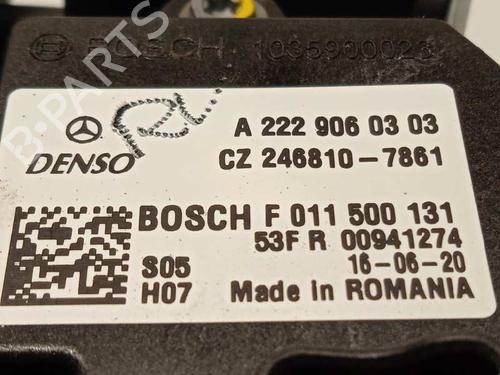 BOSCH 1035900023
A 222 906 03 03
DENSO CZ 246810-7861
BOSCH F 011 500 131
53F R 00941274
S05 16-06-20
H07 Made in ROMANIA
B-PARTS